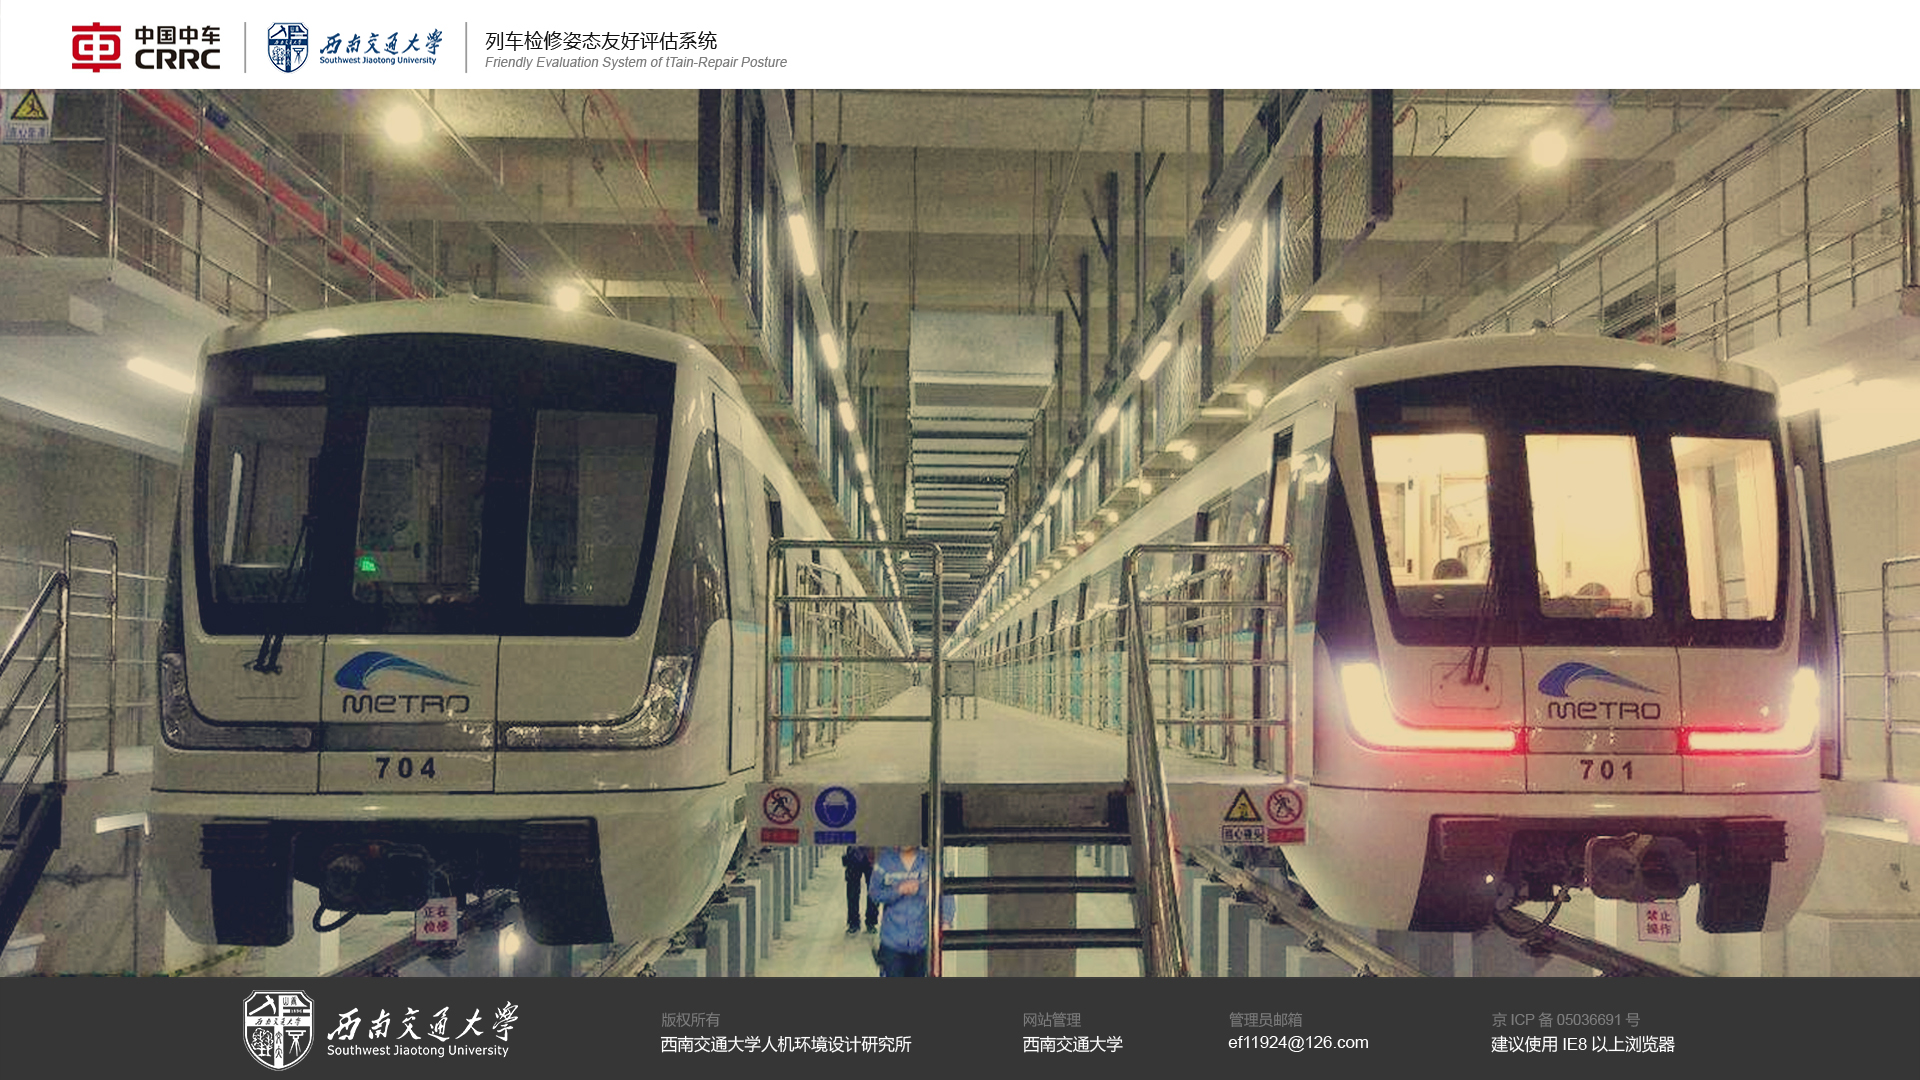 中国中车
CRRC
西南交通大学
Southwest Jiaotong University
列车检修姿态友好评估系统
Friendly Evaluation System of tTain-Repair Posture
METRO
704
METRO
701
正在
检修
禁止
操作
西南交通大学
Southwest Jiaotong University
版权所有
西南交通大学人机环境设计研究所
网站管理
西南交通大学
管理员邮箱
ef11924@126.com
京 ICP 备 05036691 号
建议使用 IE8 以上浏览器